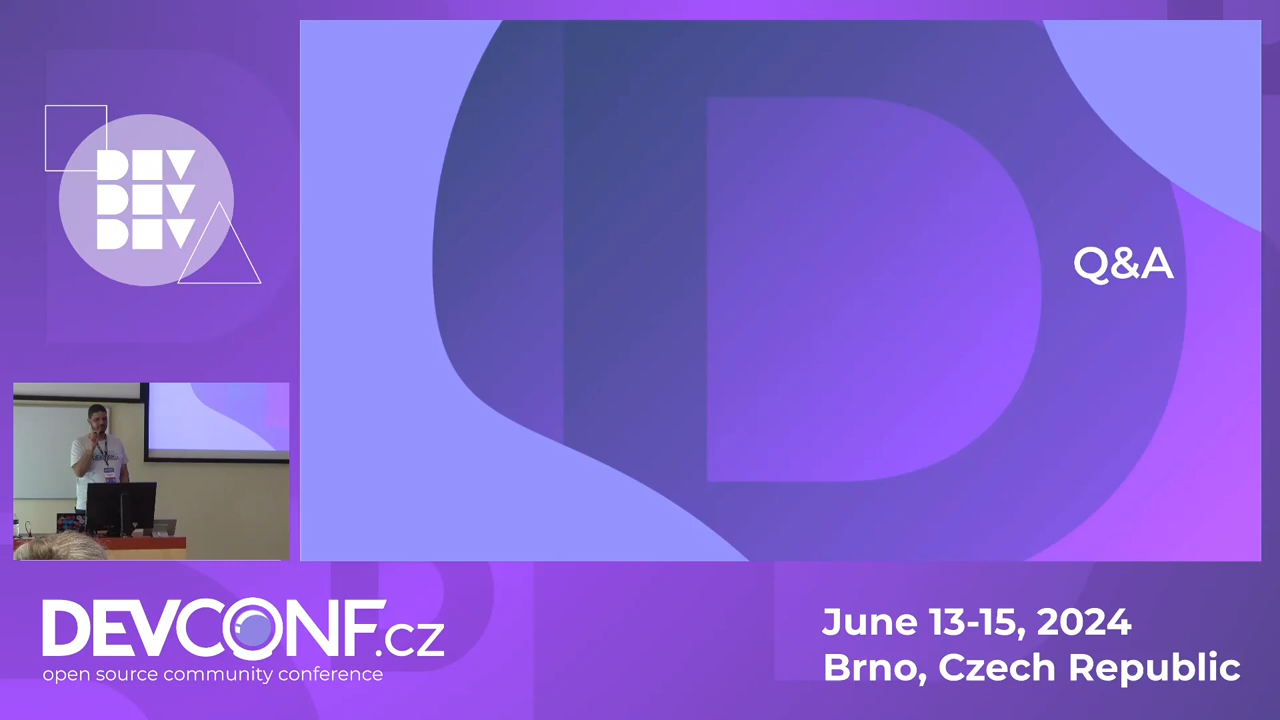 DEV
DEV
DEV
Q&A
DEVCONF.cz
open source community conference
June 13-15, 2024
Brno, Czech Republic